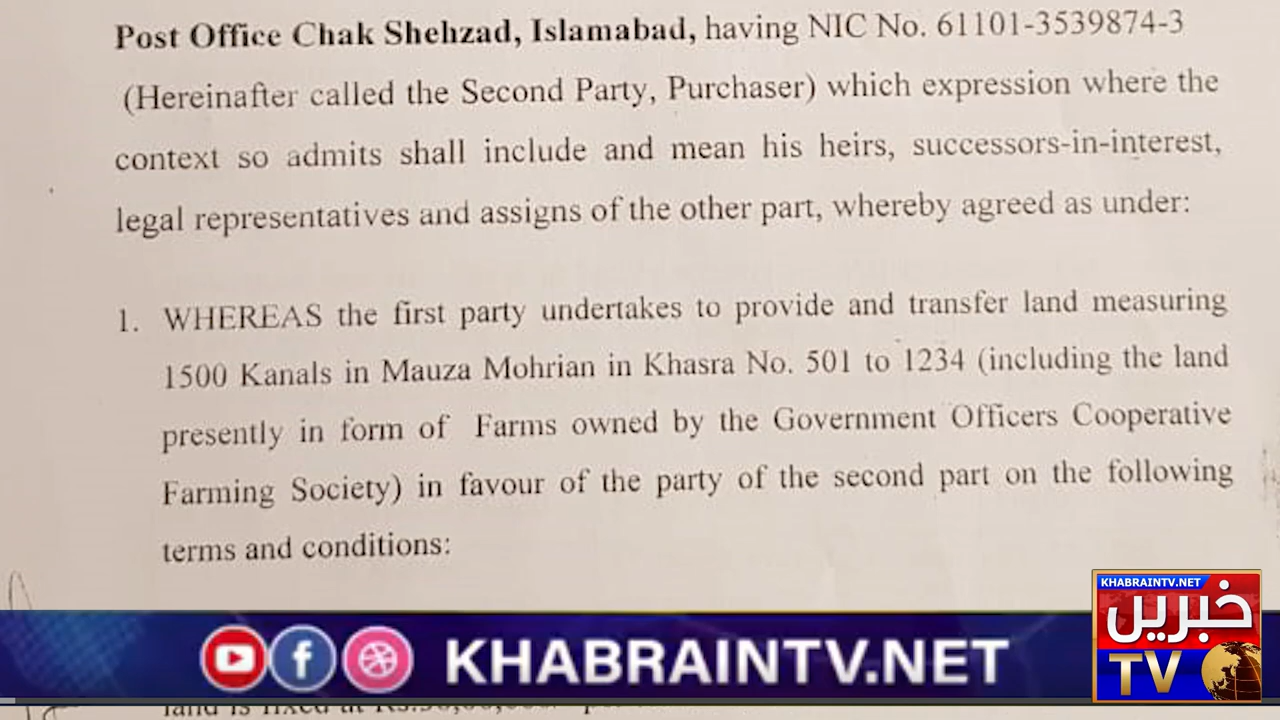 Post Office Chak Shehzad, Islamabad, having NIC No. 61101-3539874-3
(Hereinafter called the Second Party, Purchaser) which expression where the
context so admits shall include and mean his heirs, successors-in-interest,
legal representatives and assigns of the other part, whereby agreed as under:
1. WHEREAS the first party undertakes to provide and transfer land measuring
1500 Kanals in Mauza Mohrian in Khasra No. 501 to 1234 (including the land
presently in form of Farms owned by the Government Officers Cooperative
Farming Society) in favour of the party of the second part on the following
terms and conditions:
KHABRAINTV.NET
خبریں
TV
KHABRAINTV.NET
land is fixed at